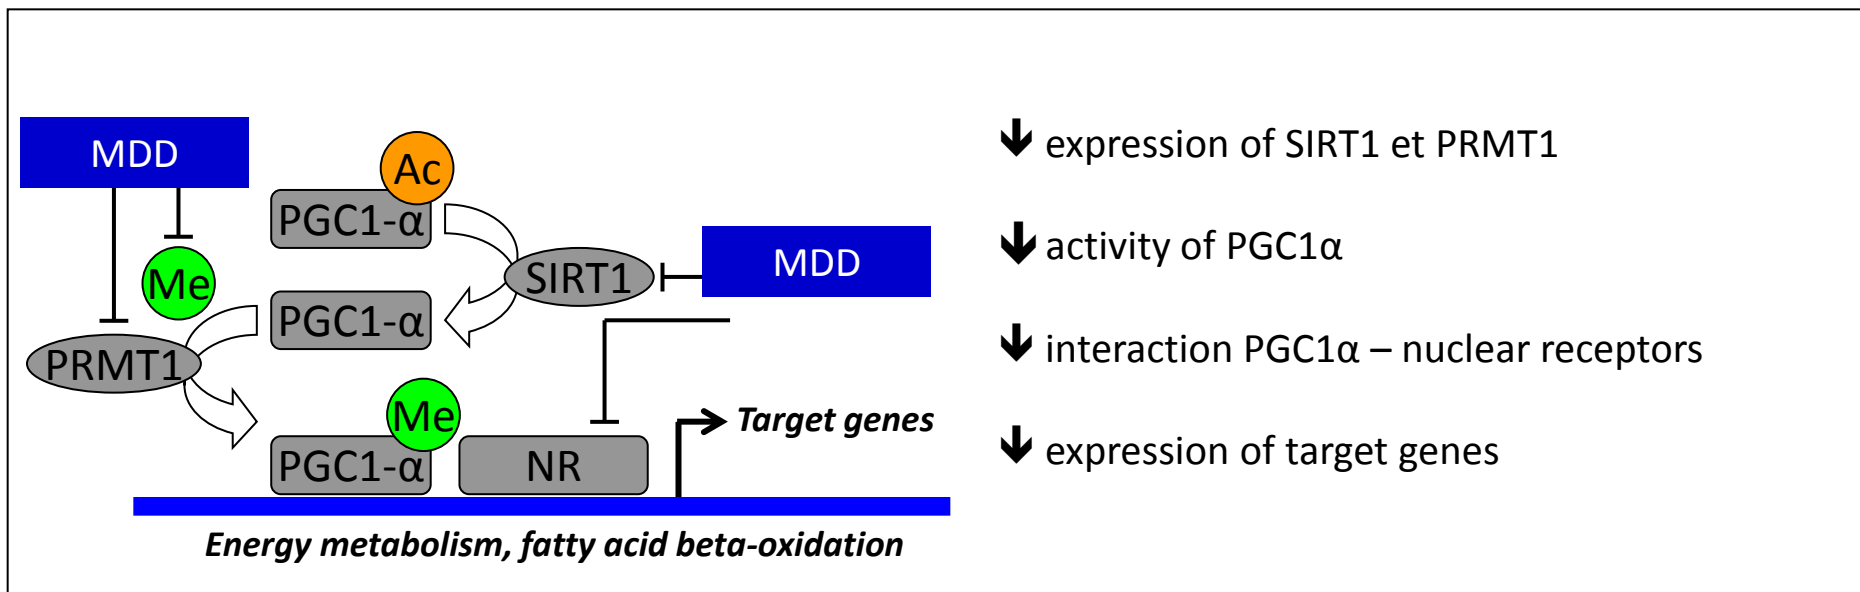 MDD
Ac
PGC1-α
expression of SIRT1 et PRMT1
Me
SIRT1
MDD
activity of PGC1α
PGC1-α
PRMT1
interaction PGC1α – nuclear receptors
Me
Target genes
PGC1-α
NR
expression of target genes
Energy metabolism, fatty acid beta-oxidation